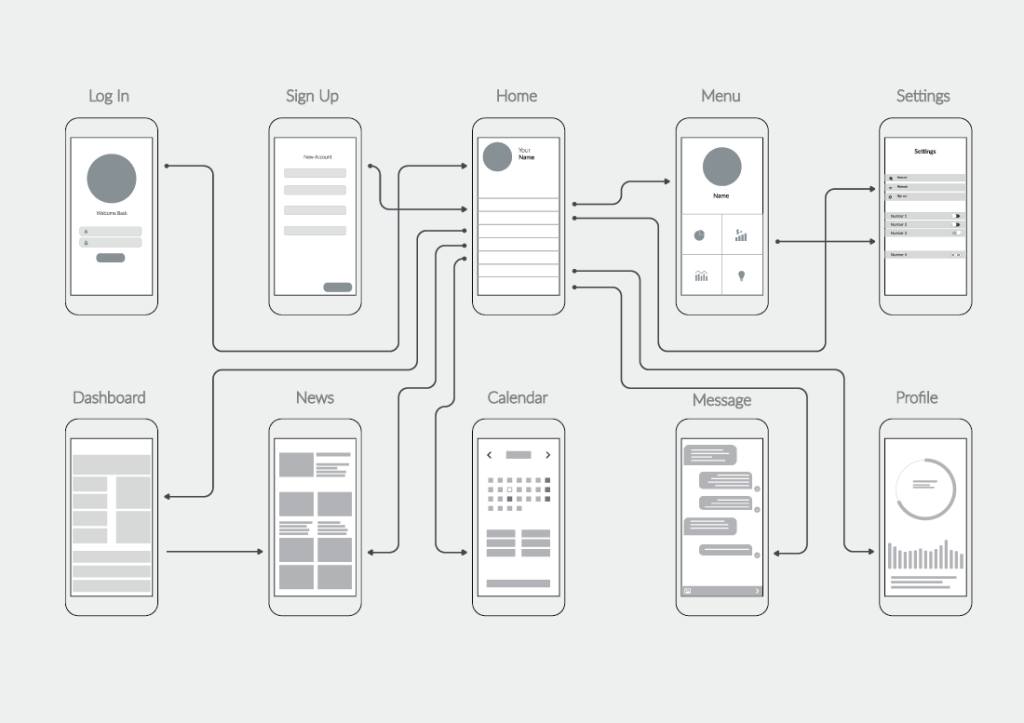 Log In
Sign Up
Home
Menu
Settings
Welcome Back
New Account
Your
Name
Name
Settings
Number 1
Number 2
Number 3
Number 4
Dashboard
News
Calendar
Message
Profile